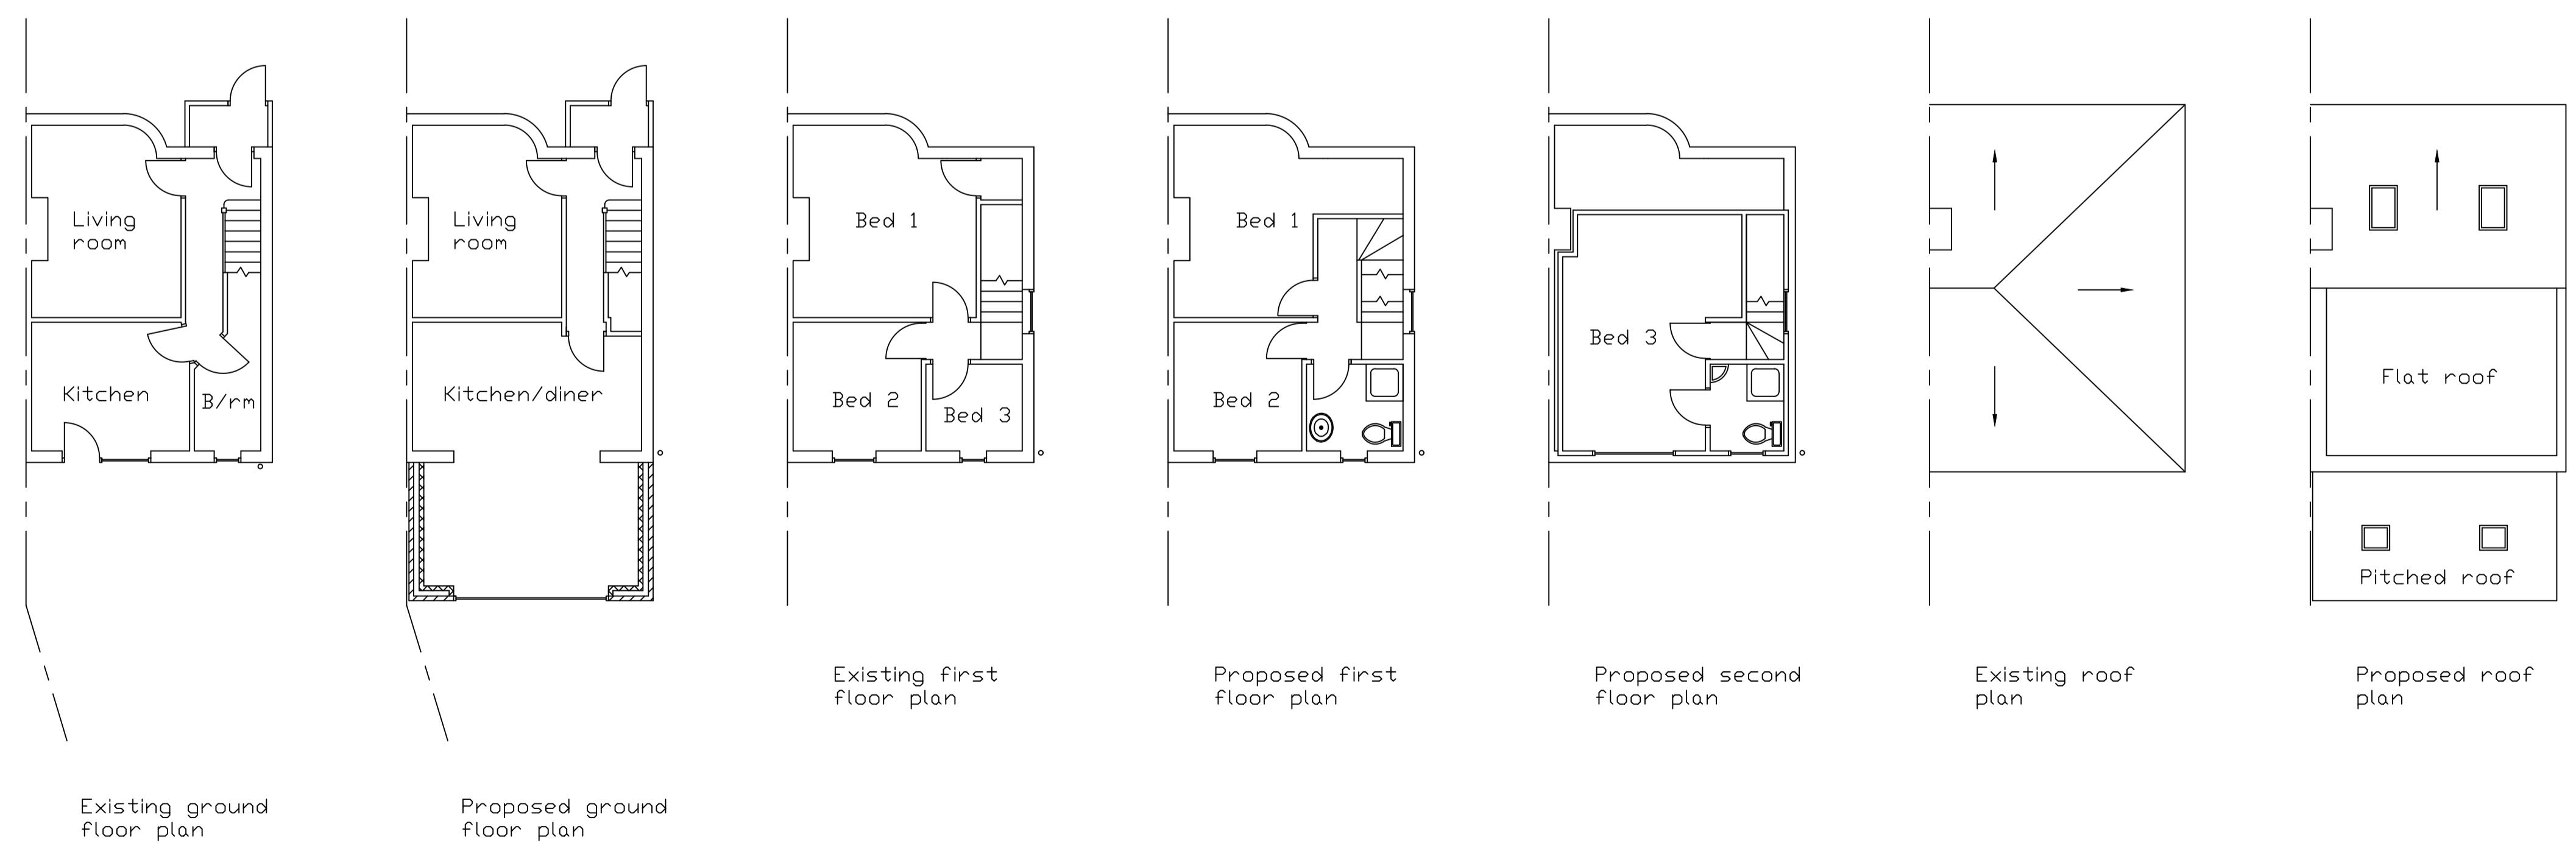 Living
room
Kitchen
B/rm
Existing ground
floor plan
Living
room
Kitchen/diner
Proposed ground
floor plan
Bed 1
Bed 2
Bed 3
Existing first
floor plan
Bed 1
Bed 2
Proposed first
floor plan
Bed 3
Proposed second
floor plan
Existing roof
plan
Flat roof
Pitched roof
Proposed roof
plan